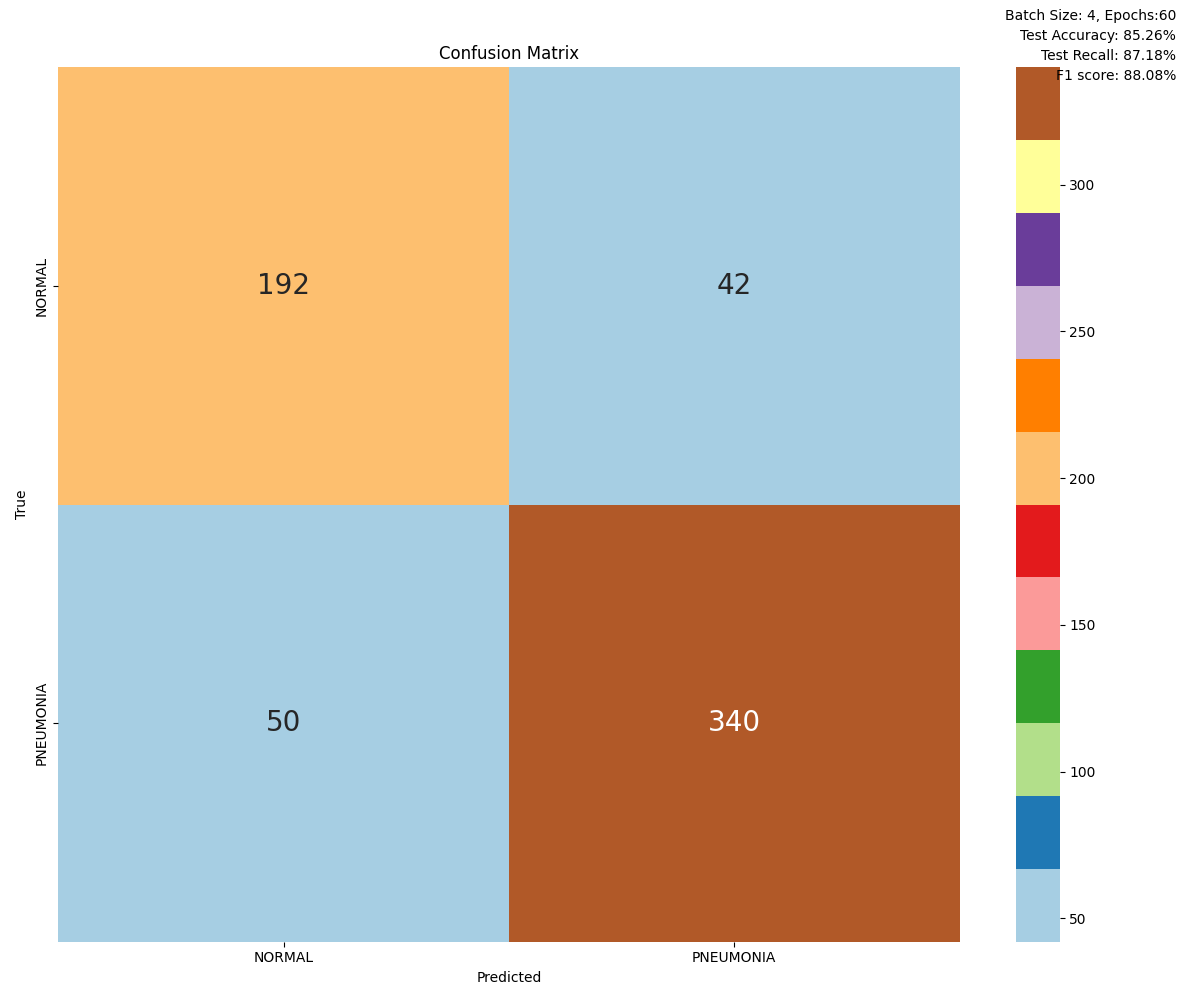 Batch Size: 4, Epochs:60
Test Accuracy: 85.26%
Test Recall: 87.18%
F1 score: 88.08%
Confusion Matrix
NORMAL
192
42
True
PNEUMONIA
50
340
NORMAL
PNEUMONIA
Predicted
300
250
200
150
100
50